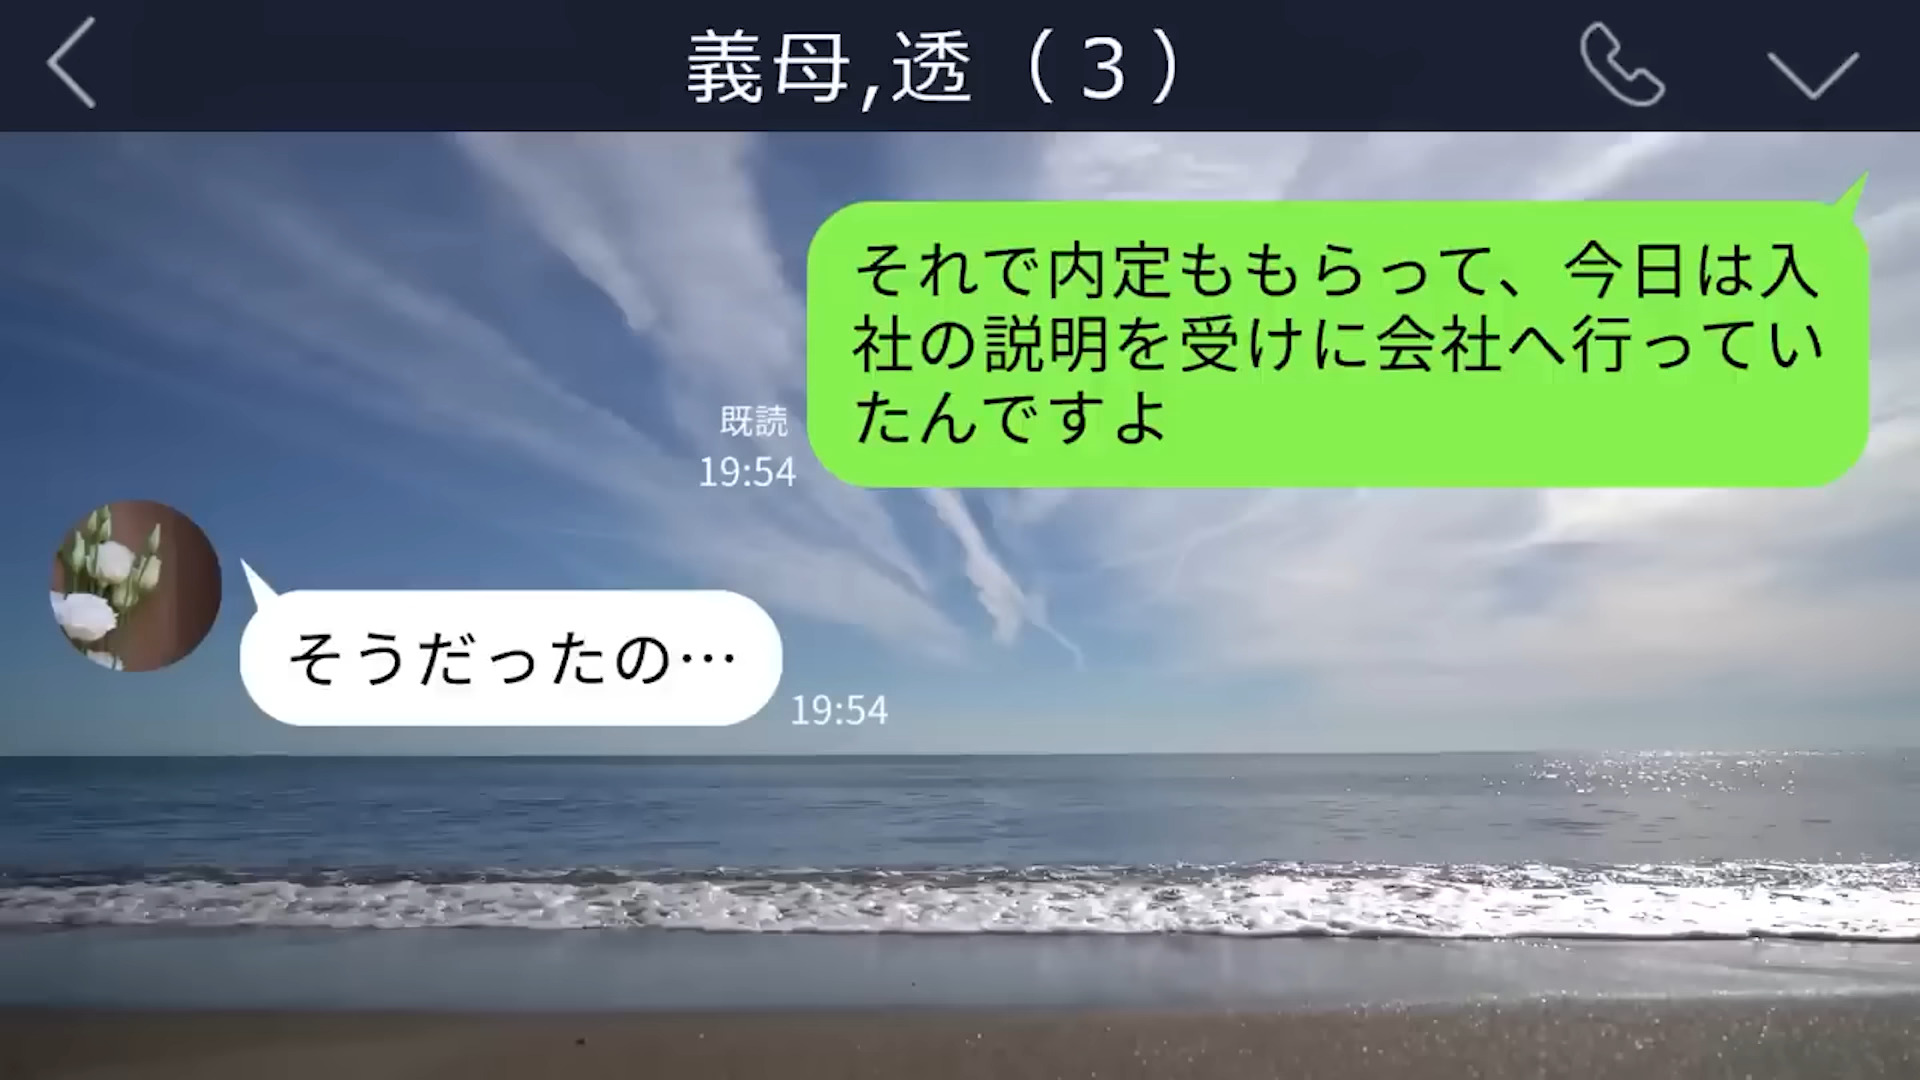 義母,透（3）
それで内定ももらって、今日は入
社の説明を受けに会社へ行ってい
たんですよ
既読
19:54
そうだったの…
19:54